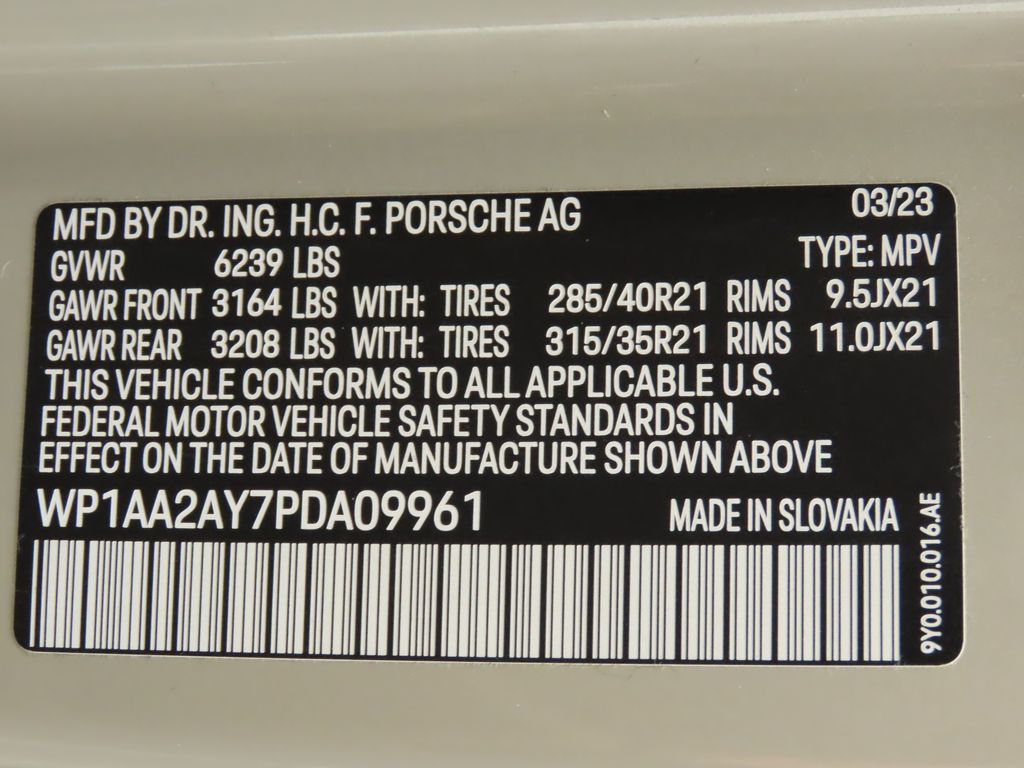 MFD BY DR. ING. H.C. F. PORSCHE AG 03/23
GVWR 6239 LBS TYPE: MPV
GAWR FRONT 3164 LBS WITH: TIRES 285/40R21 RIMS 9.5JX21
GAWR REAR 3208 LBS WITH: TIRES 315/35R21 RIMS 11.0JX21
THIS VEHICLE CONFORMS TO ALL APPLICABLE U.S.
FEDERAL MOTOR VEHICLE SAFETY STANDARDS IN
EFFECT ON THE DATE OF MANUFACTURE SHOWN ABOVE
WP1AA2AY7PDA09961 MADE IN SLOVAKIA
9Y0.010.016.AE